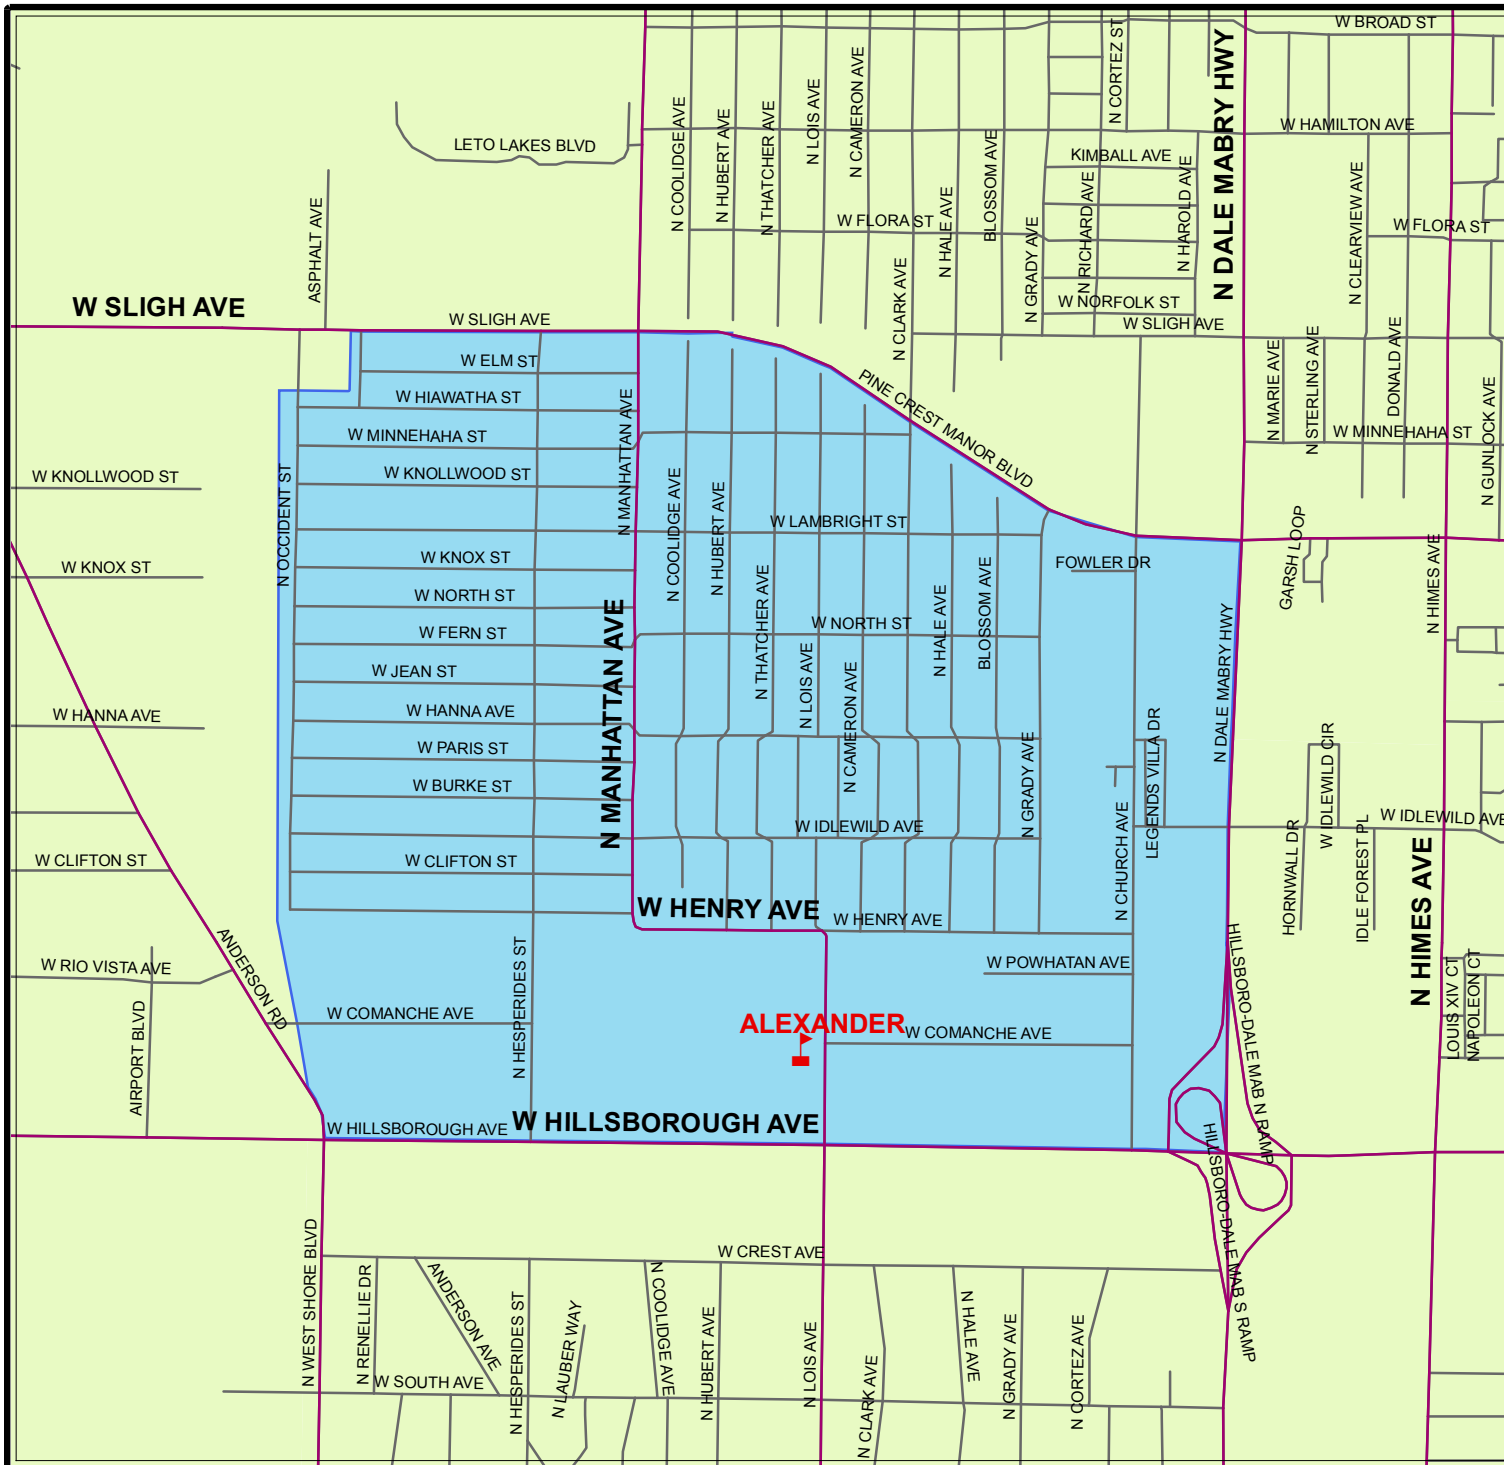 W BROAD ST
N CORTEZ ST
N DALE MABRY HWY
N LOIS AVE
N CAMERON AVE
N COOLIDGE AVE
N HUBERT AVE
N THATCHER AVE
W HAMILTON AVE
LETO LAKES BLVD
BLOSSOM AVE
KIMBALL AVE
N HAROLD AVE
N RICHARD AVE
N CLEARVIEW AVE
ASPHALT AVE
W FLORA ST
N HALE AVE
N GRADY AVE
W FLORA ST
N CLARK AVE
W SLIGH AVE
W SLIGH AVE
W NORFOLK ST
W SLIGH AVE
N MARIE AVE
N STERLING AVE
DONALD AVE
N GUNLOCK AVE
W ELM ST
PINE CREST MANOR BLVD
W HIAWATHA ST
N MANHATTAN AVE
W MINNEHAHA ST
W MINNEHAHA ST
W KNOLLWOOD ST
W KNOLLWOOD ST
N OCCIDENT ST
N COOLIDGE AVE
N HUBERT AVE
W LAMBRIGHT ST
GARSH LOOP
N HIMES AVE
W KNOX ST
W KNOX ST
FOWLER DR
N THATCHER AVE
N HALE AVE
BLOSSOM AVE
W NORTH ST
W NORTH ST
W FERN ST
N MANHATTAN AVE
N DALE MABRY HWY
W JEAN ST
N LOIS AVE
N CAMERON AVE
W HANNA AVE
W HANNA AVE
LEGENDS VILLA DR
W IDLEWILD CIR
W PARIS ST
N GRADY AVE
W BURKE ST
W IDLEWILD AVE
W IDLEWILD AVE
HORNWALL DR
IDLE FOREST PL
N CHURCH AVE
W CLIFTON ST
W CLIFTON ST
N HIMES AVE
W HENRY AVE
W HENRY AVE
ANDERSON RD
W RIO VISTA AVE
W POWHATAN AVE
HILLSBORO-DALE MAB N RAMP
LOUIS XIV CT
NAPOLEON CT
N HESPERIDES ST
AIRPORT BLVD
W COMANCHE AVE
ALEXANDER
W COMANCHE AVE
W HILLSBOROUGH AVE
W HILLSBOROUGH AVE
HILLSBORO-DALE MAB S RAMP
N WEST SHORE BLVD
W CREST AVE
N RENELLIE DR
ANDERSON AVE
N HESPERIDES ST
N LAUBER WAY
N COOLIDGE AVE
N HUBERT AVE
N LOIS AVE
N CLARK AVE
N HALE AVE
N GRADY AVE
N CORTEZ AVE
W SOUTH AVE